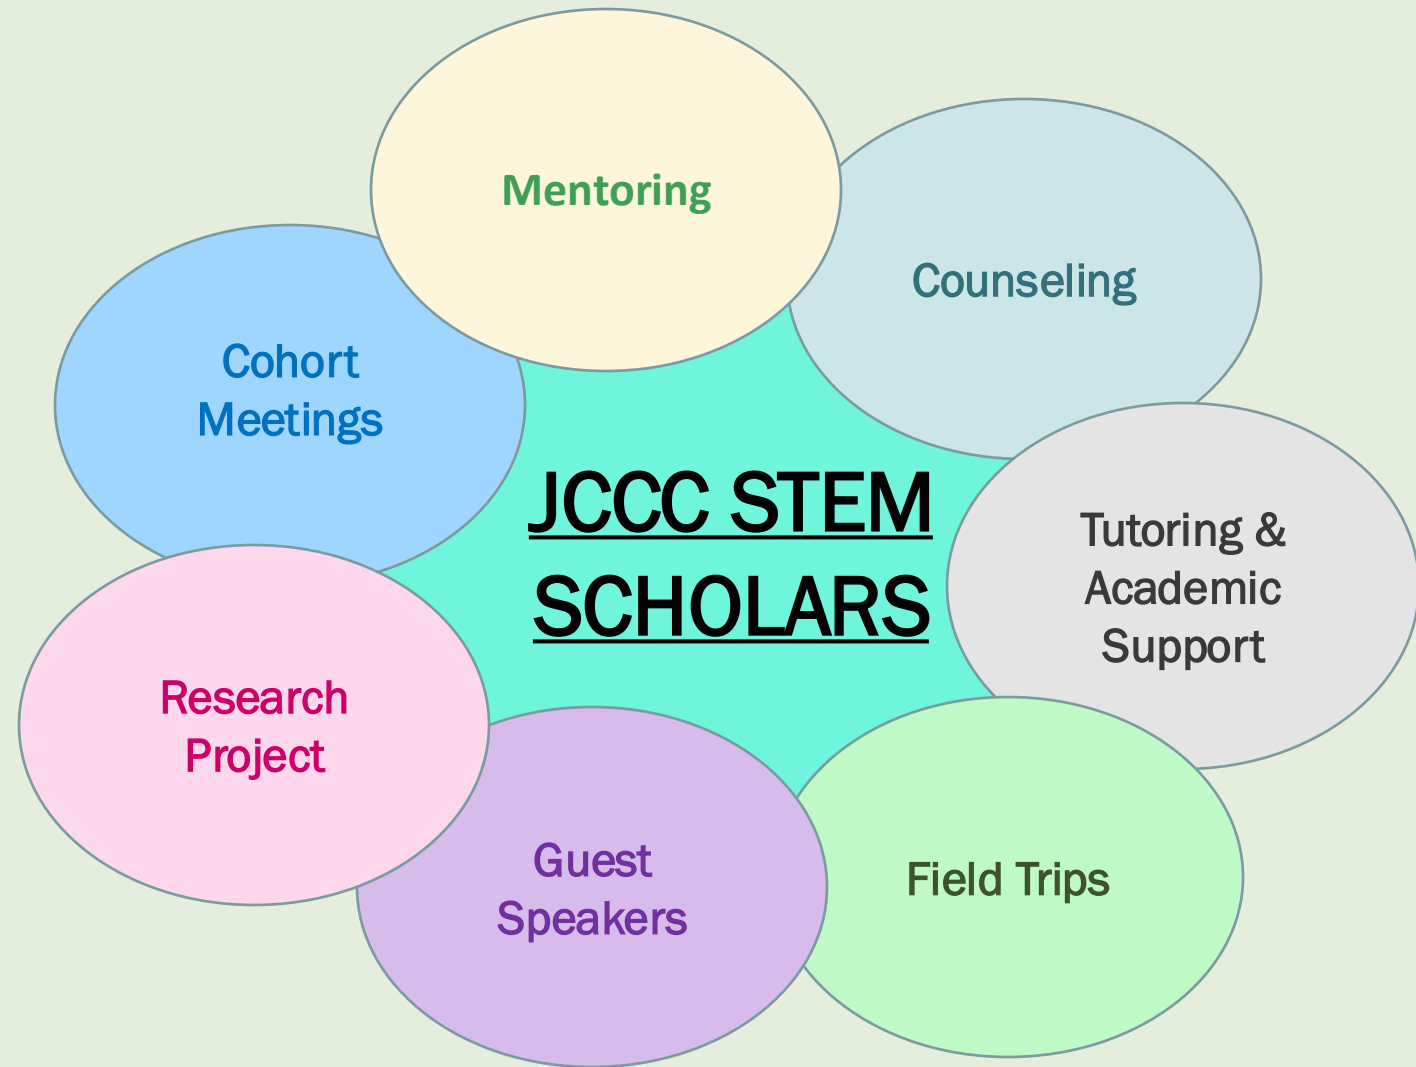 Mentoring
Counseling
Cohort
Meetings
JCCC STEM
SCHOLARS
Tutoring &
Academic
Support
Research
Project
Guest
Speakers
Field Trips